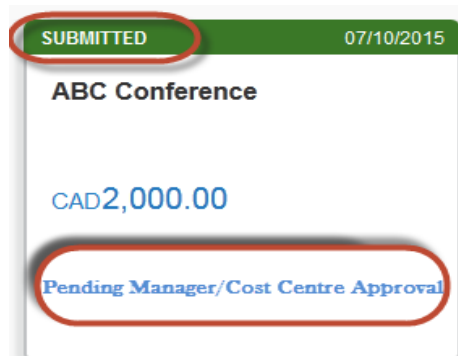 SUBMITTED 07/10/2015
ABC Conference
CAD2,000.00
Pending Manager/Cost Centre Approval